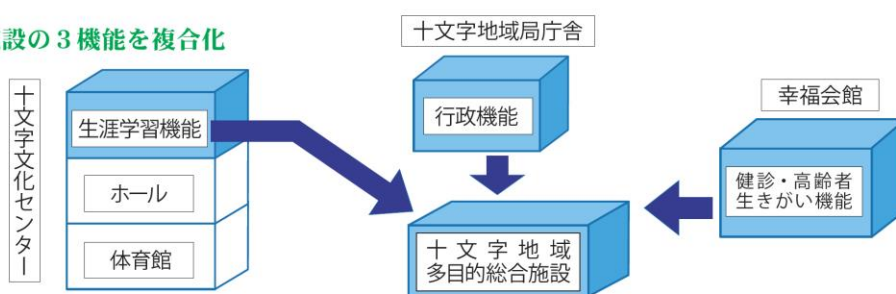 設の３機能を複合化
十文字文化センター
生涯学習機能
ホール
体育館
十文字地域局庁舎
行政機能
幸福会館
健診・高齢者
生きがい機能
十文字地域
多目的総合施設